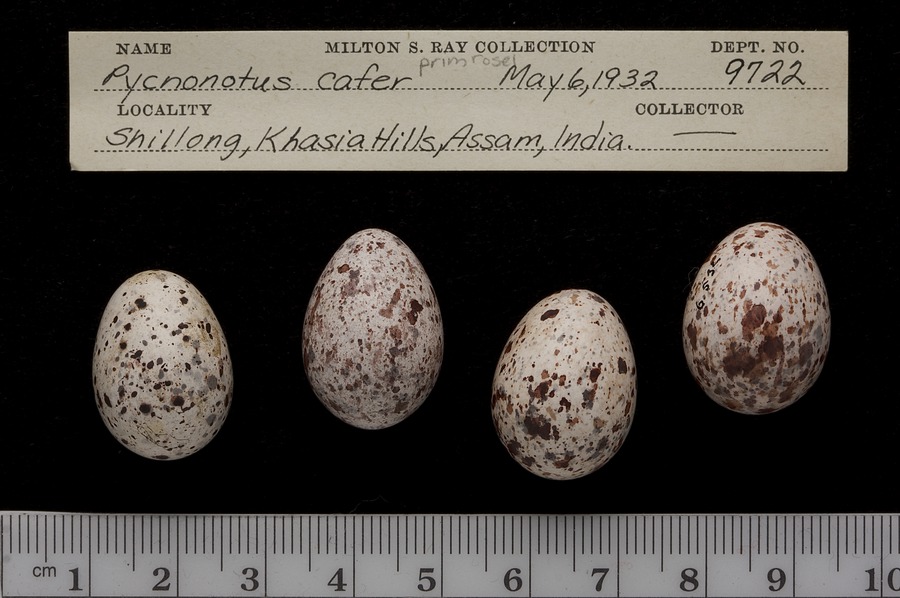 NAME MILTON S. RAY COLLECTION DEPT. NO.
primrosei
Pycnonotus cafer May 6, 1932 9722
LOCALITY COLLECTOR
Shillong, Khasia Hills, Assam, India. —
cm 1 2 3 4 5 6 7 8 9 10